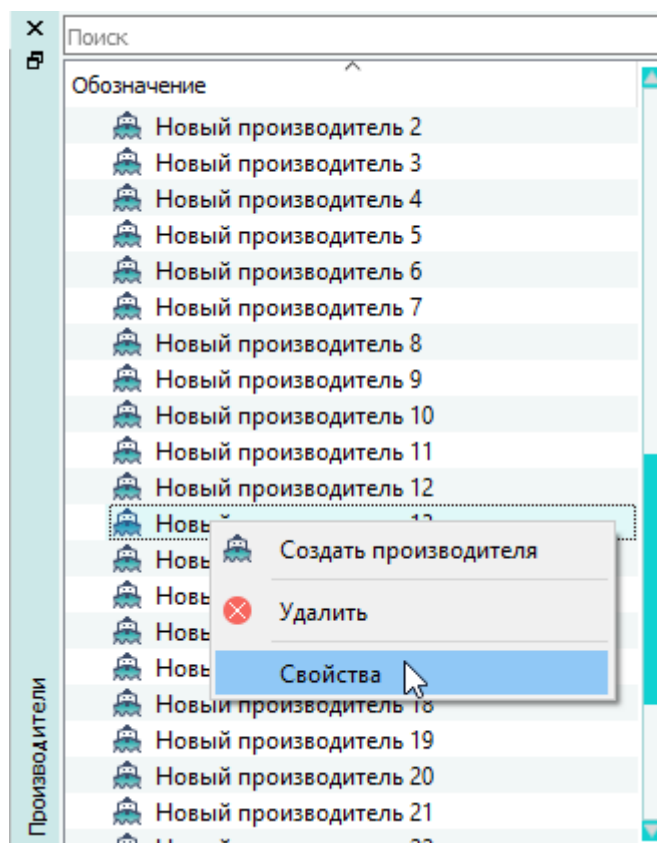 Поиск
Обозначение
Новый производитель 2
Новый производитель 3
Новый производитель 4
Новый производитель 5
Новый производитель 6
Новый производитель 7
Новый производитель 8
Новый производитель 9
Новый производитель 10
Новый производитель 11
Новый производитель 12
Создать производителя
Удалить
Свойства
Новый производитель 18
Новый производитель 19
Новый производитель 20
Новый производитель 21
Производители